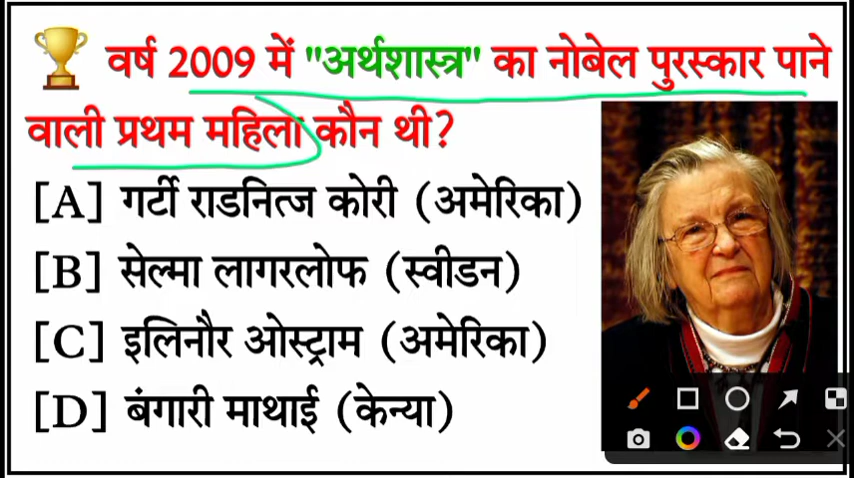 वर्ष 2009 में "अर्थशास्त्र" का नोबेल पुरस्कार पाने
वाली प्रथम महिला कौन थी?
[A] गर्टी राडनित्ज कोरी (अमेरिका)
[B] सेल्मा लागरलोफ (स्वीडन)
[C] इलिनौर ओस्ट्राम (अमेरिका)
[D] बंगारी माथाई (केन्या)